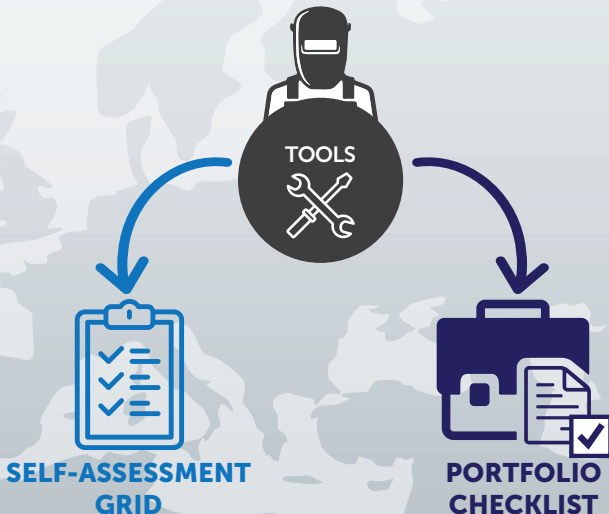 TOOLS
SELF-ASSESSMENT
GRID
PORTFOLIO
CHECKLIST